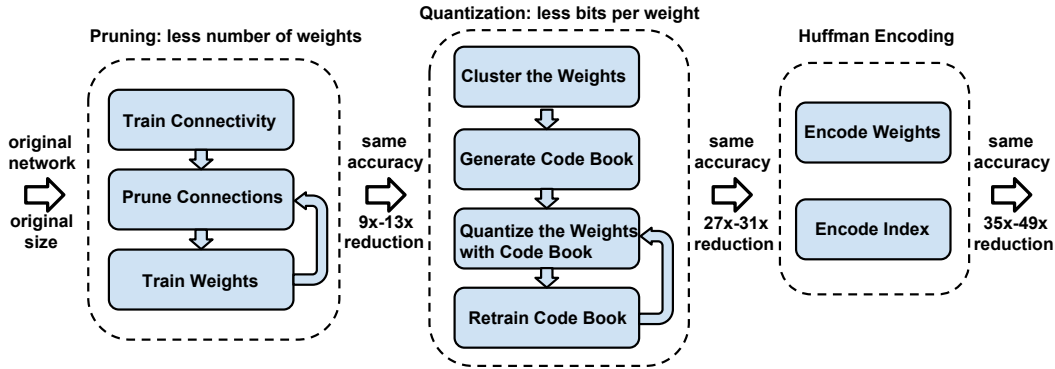 original
network
original
size
Pruning: less number of weights
Train Connectivity
Prune Connections
Train Weights
same
accuracy
9x-13x
reduction
Quantization: less bits per weight
Cluster the Weights
Generate Code Book
Quantize the Weights
with Code Book
Retrain Code Book
same
accuracy
27x-31x
reduction
Huffman Encoding
Encode Weights
Encode Index
same
accuracy
35x-49x
reduction